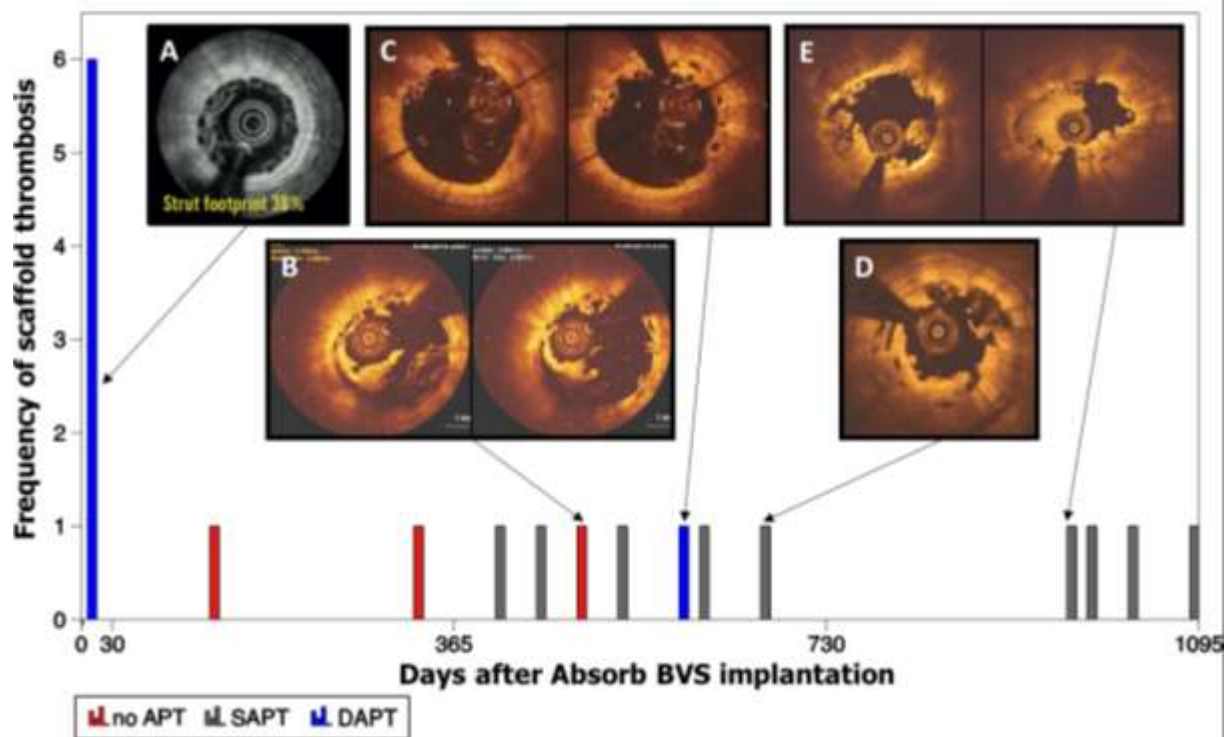 Frequency of scaffold thrombosis
6
5
4
3
2
1
0
A
Strut footprint 38%
C
E
B
D
0 30 365 730 1095
Days after Absorb BVS implantation
no APT SAPT DAPT